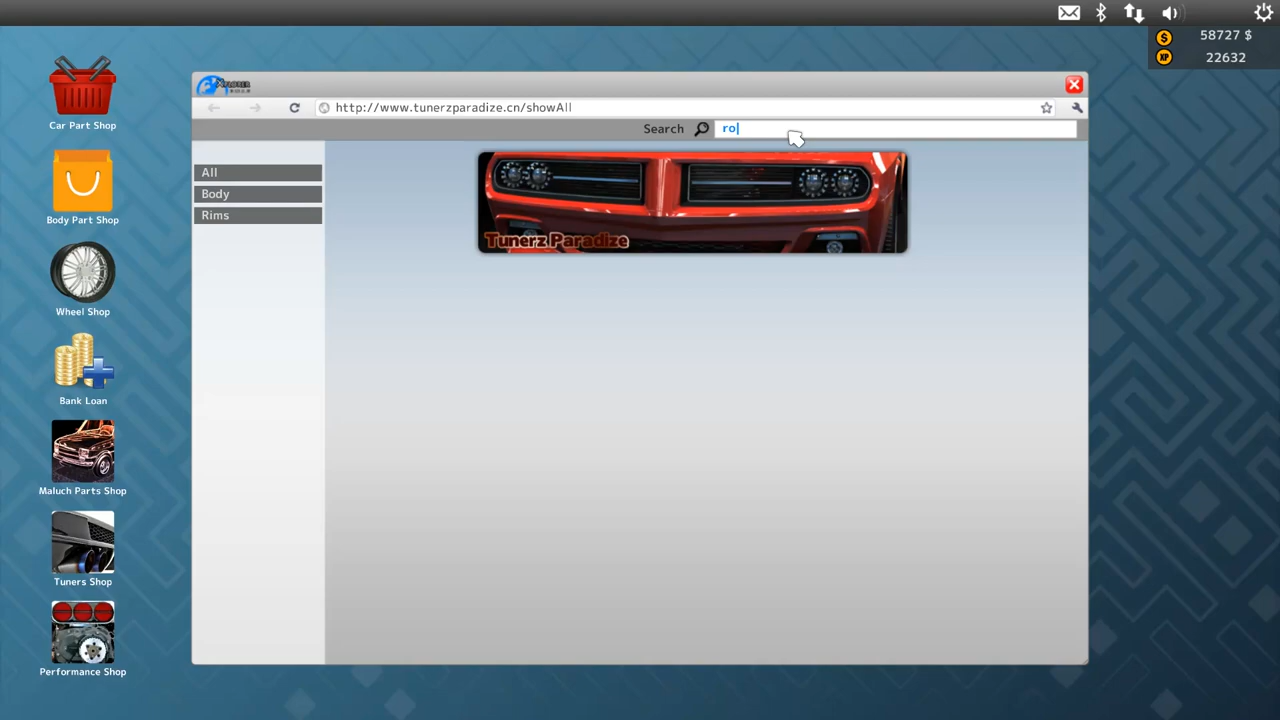 58727 $
22632
Car Part Shop
Body Part Shop
Wheel Shop
Bank Loan
Maluch Parts Shop
Tuners Shop
Performance Shop
http://www.tunerzparadize.cn/showAll
Search
ro
All
Body
Rims
Tunerz Paradize